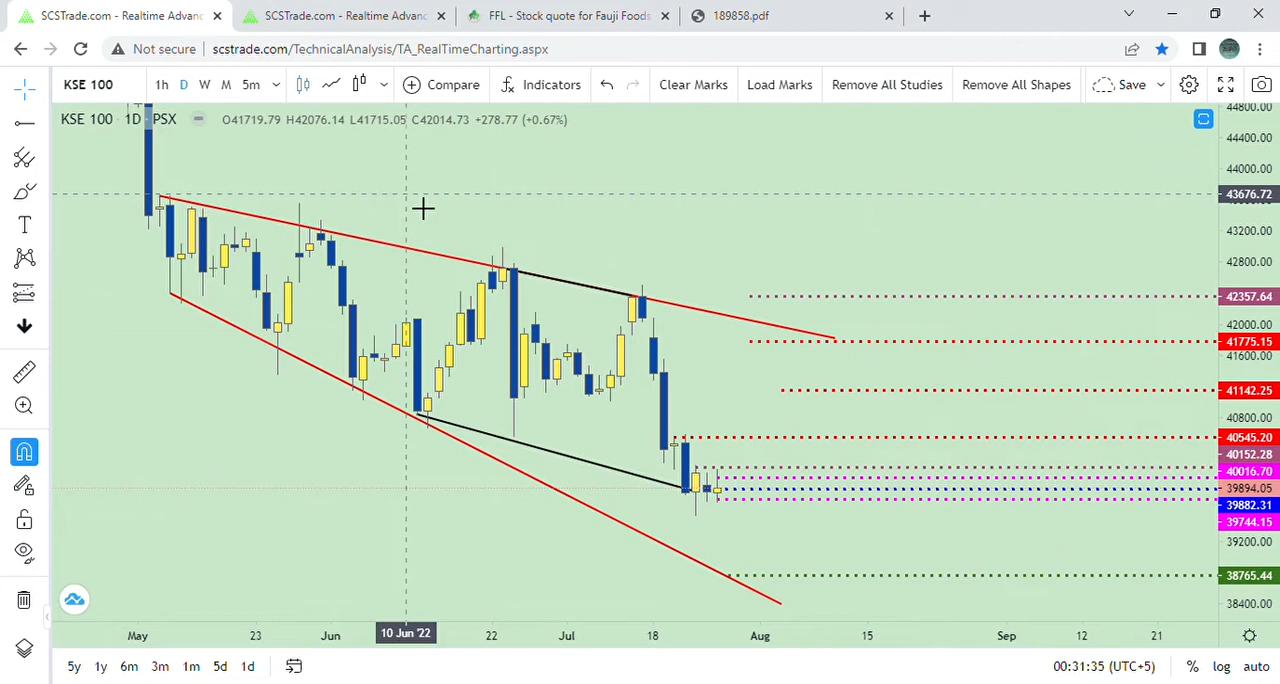 SCSTrade.com - Realtime Advanc
SCSTrade.com - Realtime Advanc
FFL - Stock quote for Fauji Foods
189858.pdf
Not secure
scstrade.com/TechnicalAnalysis/TA_RealTimeCharting.aspx
KSE 100 1h D W M 5m Compare Indicators Clear Marks Load Marks Remove All Studies Remove All Shapes Save
KSE 100 · 1D · PSX O41719.79 H42076.14 L41715.05 C42014.73 +278.77 (+0.67%)
44800.00
44400.00
44000.00
43676.72
43200.00
42800.00
42357.64
42000.00
41775.15
41600.00
41142.25
40800.00
40545.20
40152.28
40016.70
39894.05
39882.31
39744.15
39200.00
38765.44
38400.00
May 23 Jun 10 Jun '22 22 Jul 18 Aug 15 Sep 12 21
5y 1y 6m 3m 1m 5d 1d 00:31:35 (UTC+5) % log auto